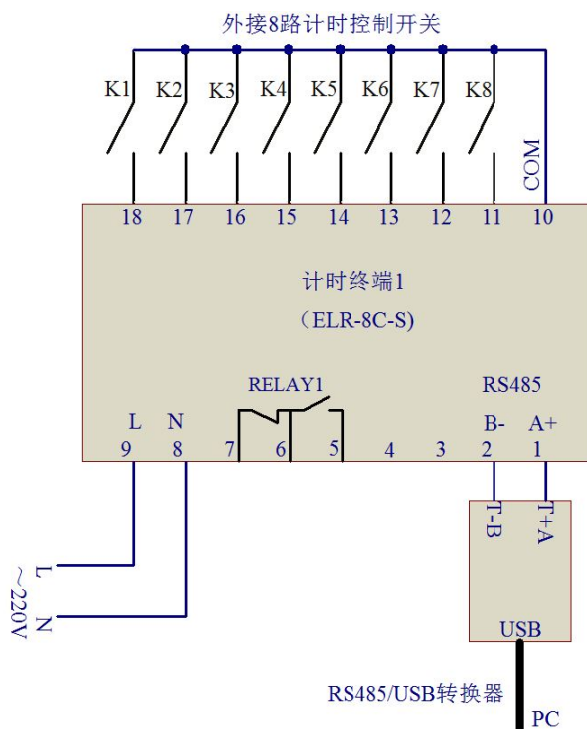 外接8路计时控制开关
K1 K2 K3 K4 K5 K6 K7 K8
COM
18 17 16 15 14 13 12 11 10
计时终端1
（ELR-8C-S)
RELAY1 RS485
L N B- A+
9 8 7 6 5 4 3 2 1
T-B T+A
L
～220V
N
USB
RS485/USB转换器
PC